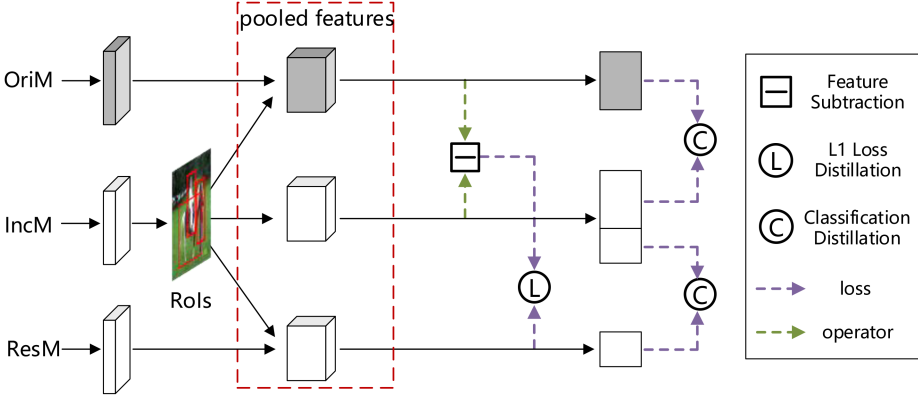 pooled features
OriM
IncM
RoIs
ResM
L
C
C
Feature
Subtraction
L
L1 Loss
Distillation
C
Classification
Distillation
loss
operator